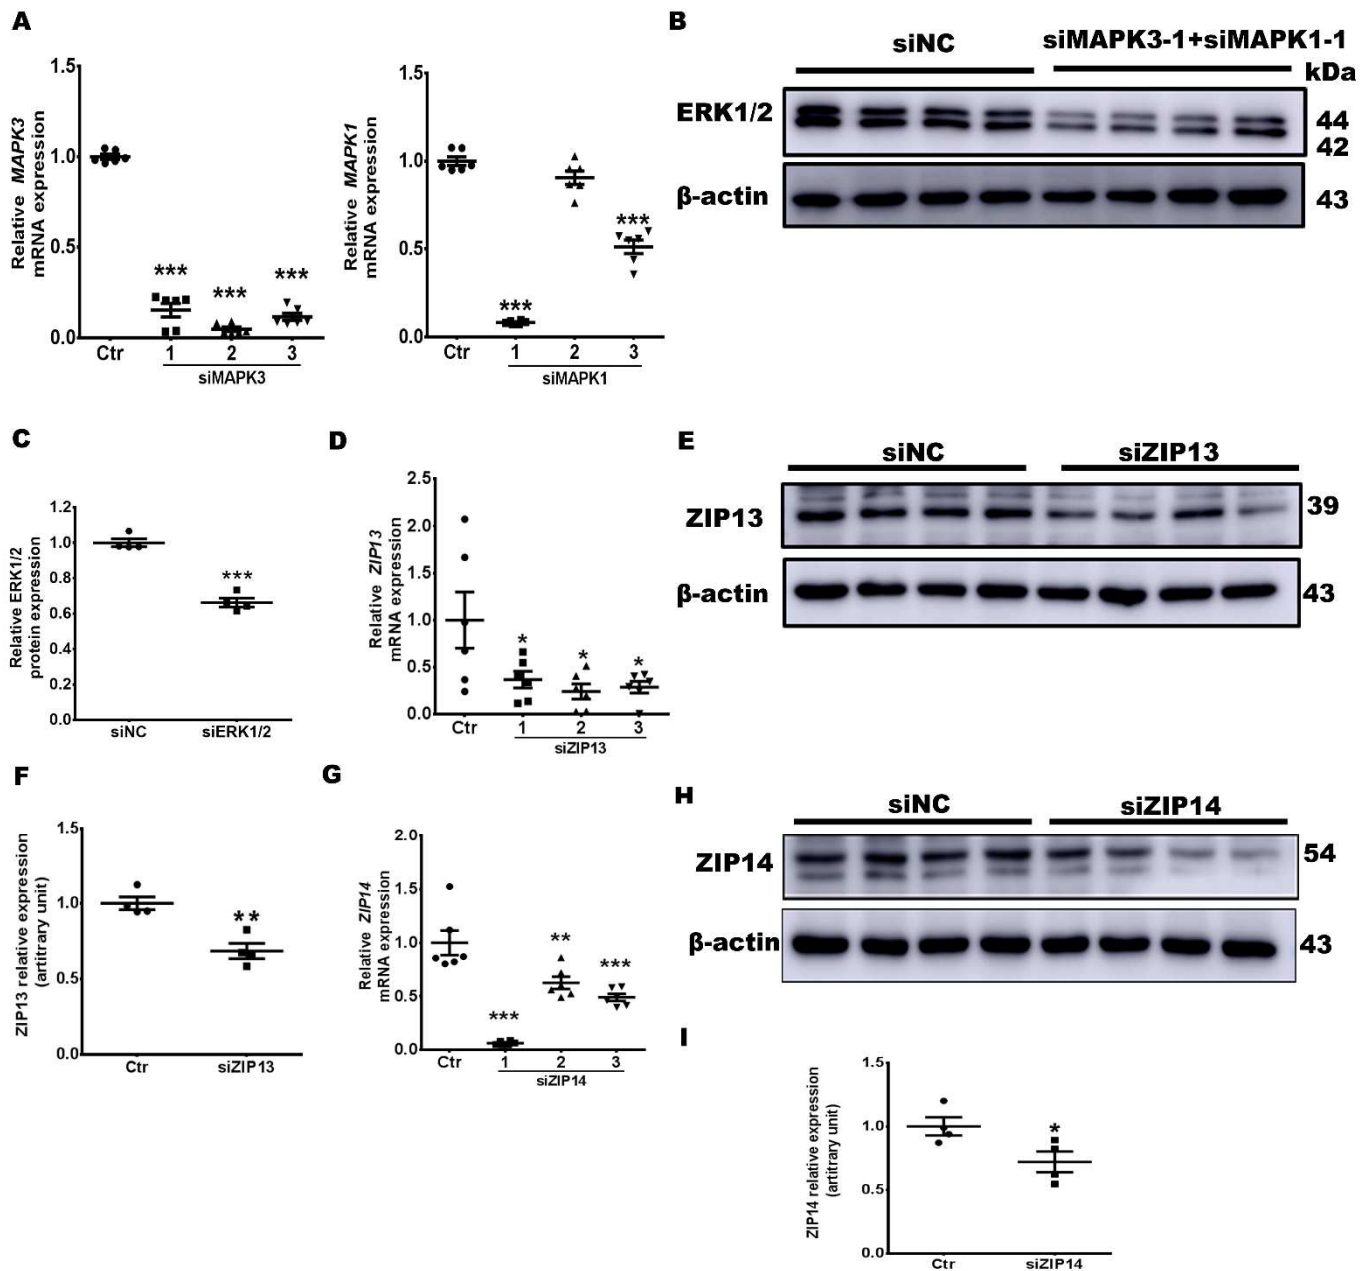 A
Relative MAPK3
mRNA expression
1.5
1.0
0.5
0.0
***
***
***
Ctr
1
2
3
siMAPK3
Relative MAPK1
mRNA expression
1.5
1.0
0.5
0.0
***
***
Ctr
1
2
3
siMAPK1
B
siNC
siMAPK3-1+siMAPK1-1
kDa
ERK1/2
44
42
β-actin
43
C
Relative ERK1/2
protein expression
1.2
1.0
0.8
0.6
0.4
0.2
0.0
***
siNC
siERK1/2
D
Relative ZIP13
mRNA expression
2.5
2.0
1.5
1.0
0.5
0.0
*
*
*
Ctr
1
2
3
siZIP13
E
siNC
siZIP13
ZIP13
39
β-actin
43
F
ZIP13 relative expression
(artitrary unit)
1.5
1.0
0.5
0.0
**
Ctr
siZIP13
G
Relative ZIP14
mRNA expression
2.0
1.5
1.0
0.5
0.0
***
**
***
Ctr
1
2
3
siZIP14
H
siNC
siZIP14
ZIP14
54
β-actin
43
I
ZIP14 relative expression
(artitrary unit)
1.5
1.0
0.5
0.0
*
Ctr
siZIP14